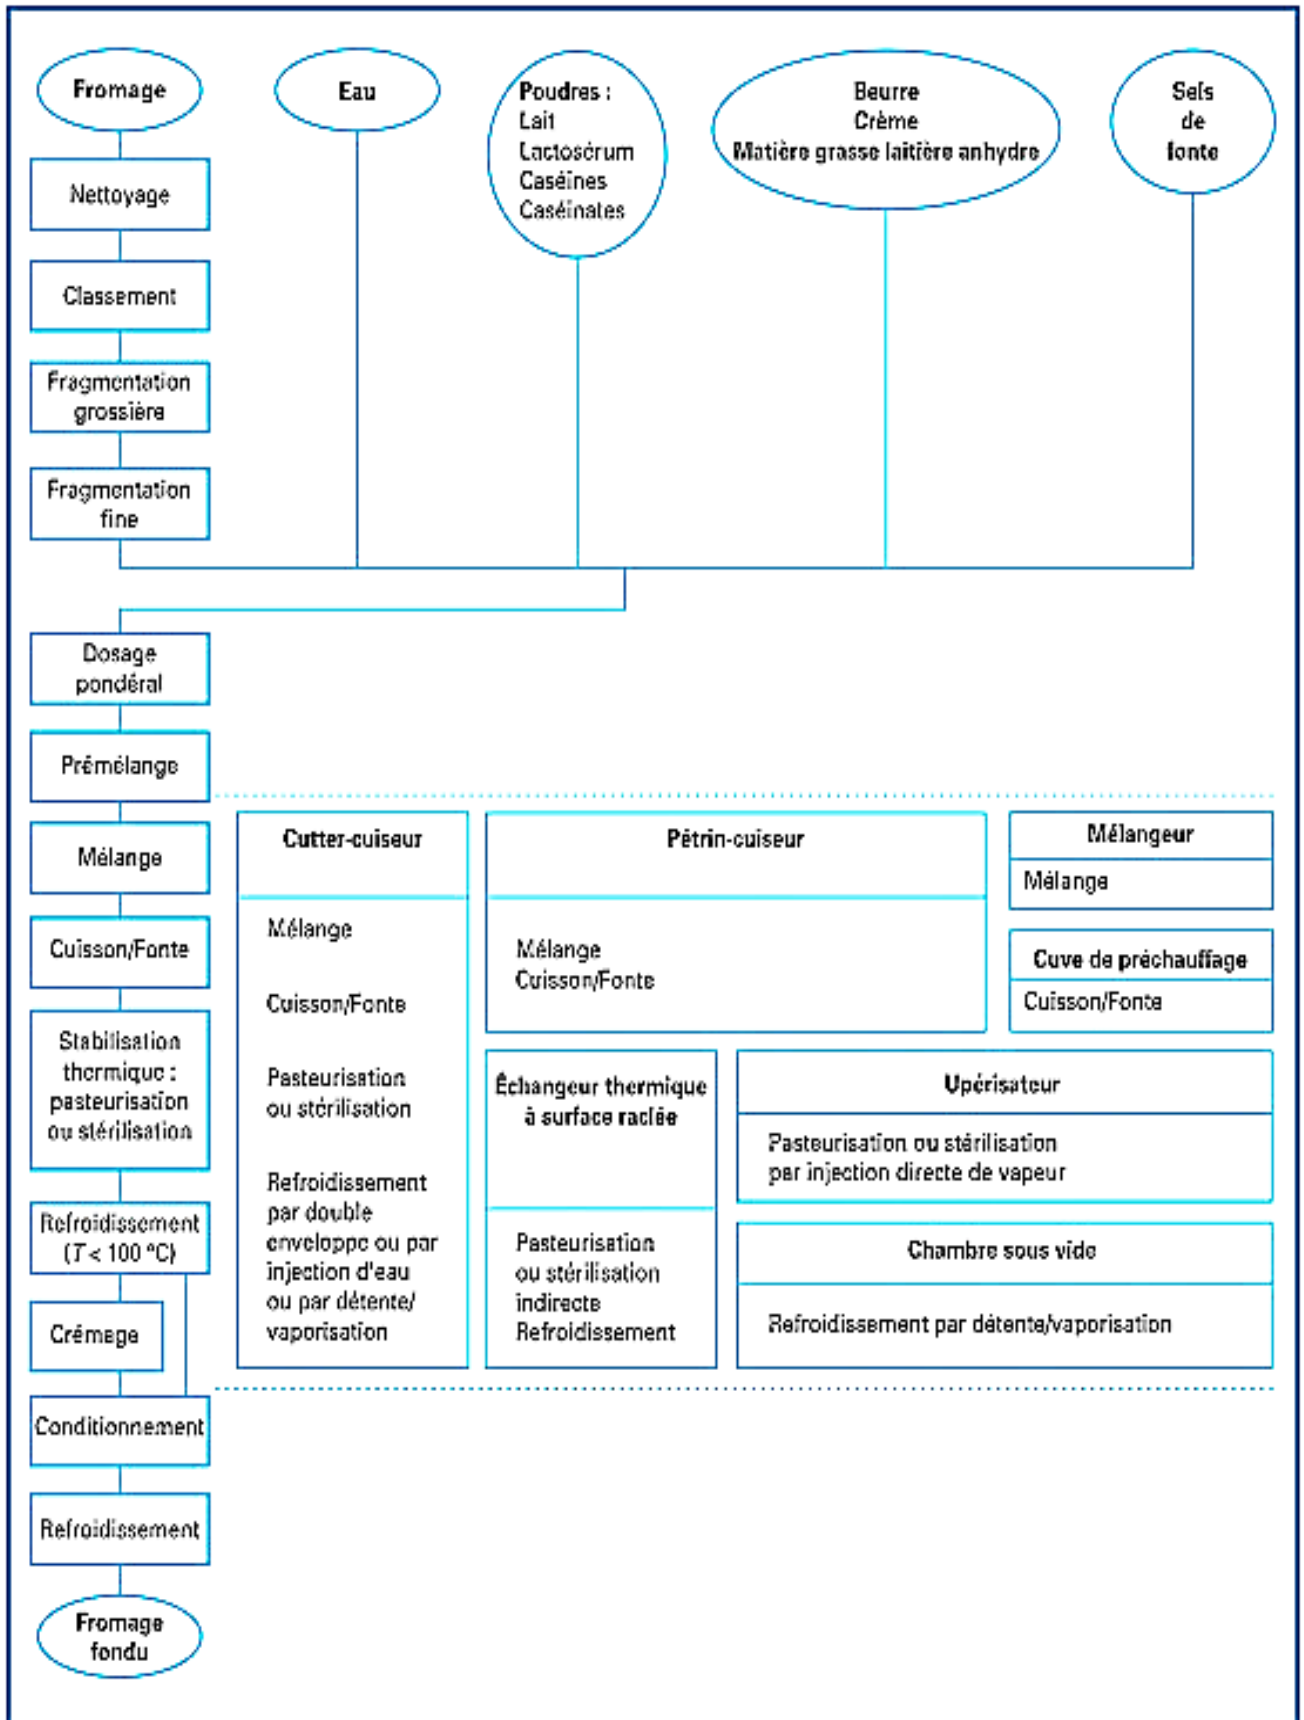 Fromage
Eau
Poudres :
Lait
Lactosérum
Caséines
Caséinates
Beurre
Crème
Matière grasse laitière anhydre
Sels
de
fonte
Nettoyage
Classement
Fragmentation
grossière
Fragmentation
fine
Dosage
pondéral
Prémélange
Mélange
Cuisson/Fonte
Stabilisation
thermique :
pasteurisation
ou stérilisation
Refroidissement
(T < 100 °C)
Crémage
Conditionnement
Refroidissement
Fromage
fondu
Cutter-cuiseur
Mélange
Cuisson/Fonte
Pasteurisation
ou stérilisation
Refroidissement
par double
enveloppe ou par
injection d'eau
ou par détente/
vaporisation
Pétrin-cuiseur
Mélange
Cuisson/Fonte
Mélangeur
Mélange
Cuve de préchauffage
Cuisson/Fonte
Échangeur thermique
à surface raclée
Pasteurisation
ou stérilisation
indirecte
Refroidissement
Upérisateur
Pasteurisation ou stérilisation
par injection directe de vapeur
Chambre sous vide
Refroidissement par détente/vaporisation